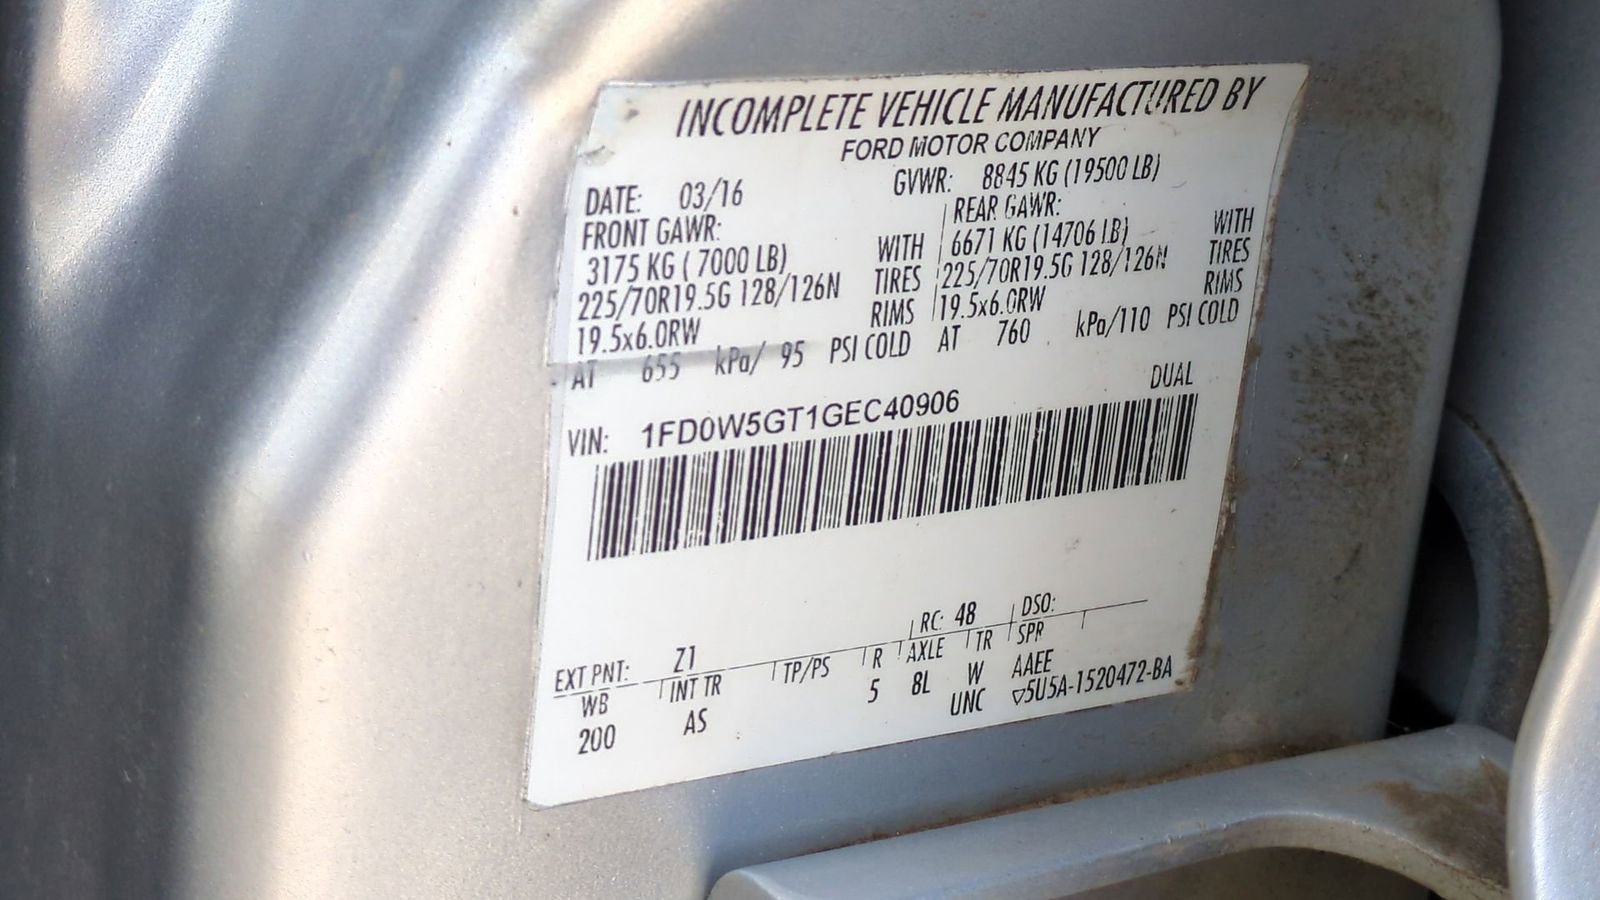 INCOMPLETE VEHICLE MANUFACTURED BY
FORD MOTOR COMPANY
DATE: 03/16 GVWR: 8845 KG (19500 LB)
FRONT GAWR: REAR GAWR:
3175 KG ( 7000 LB) WITH 6671 KG (14706 LB) WITH
225/70R19.5G 128/126N TIRES 225/70R19.5G 128/126N TIRES
19.5x6.0RW RIMS 19.5x6.0RW RIMS
AT 655 kPa/ 95 PSI COLD AT 760 kPa/110 PSI COLD
DUAL
VIN: 1FD0W5GT1GEC40906
EXT PNT: Z1 RC: 48 DSO:
WB INT TR TP/PS R AXLE TR SPR
200 AS 5 8L W AAEE
UNC ▽5U5A-1520472-BA